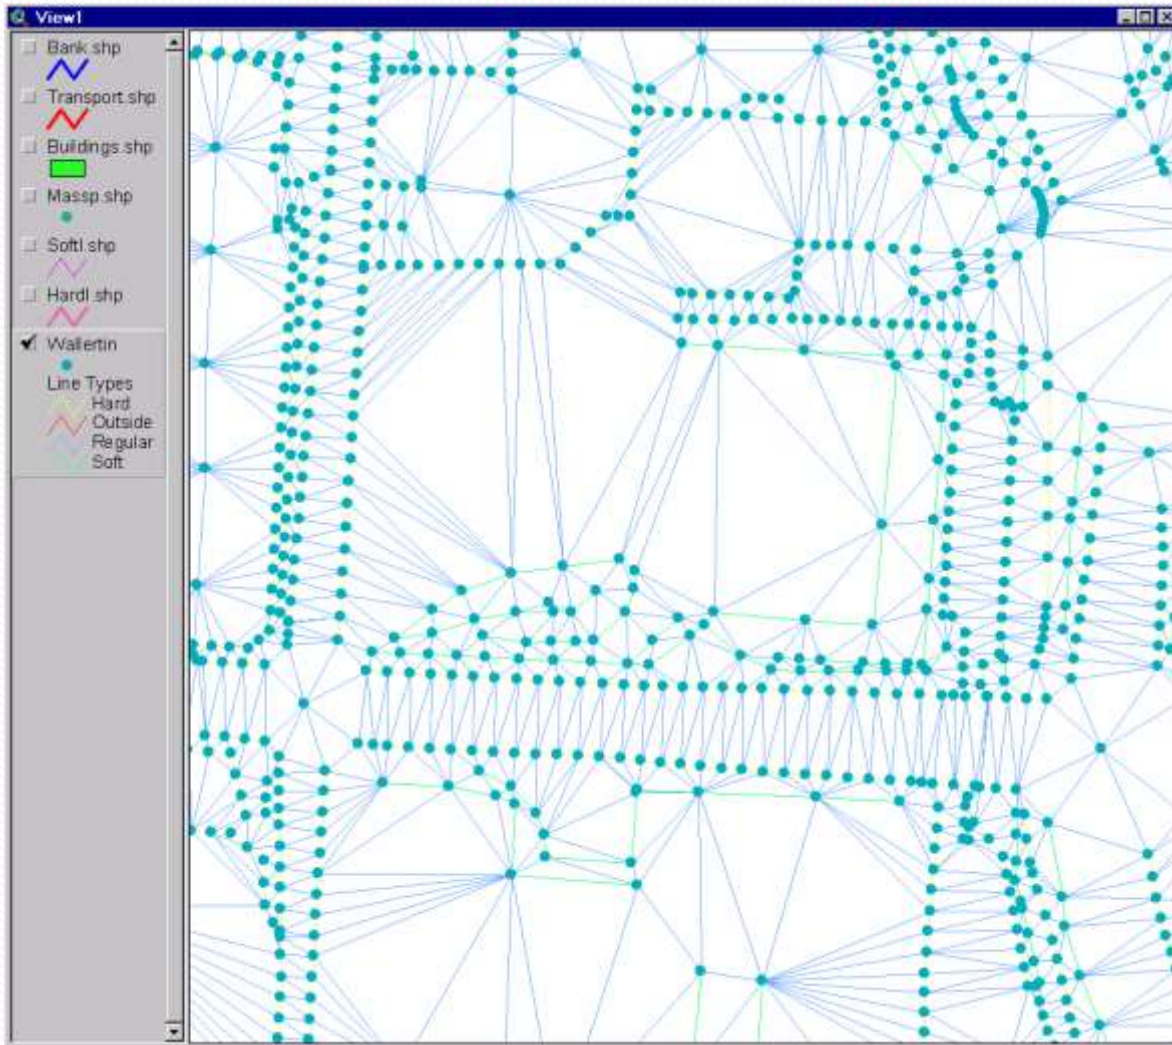 View1
Bank.shp
Transport.shp
Buildings.shp
Massp.shp
Softl.shp
Hardl.shp
Wallertin
Line Types
Hard
Outside
Regular
Soft